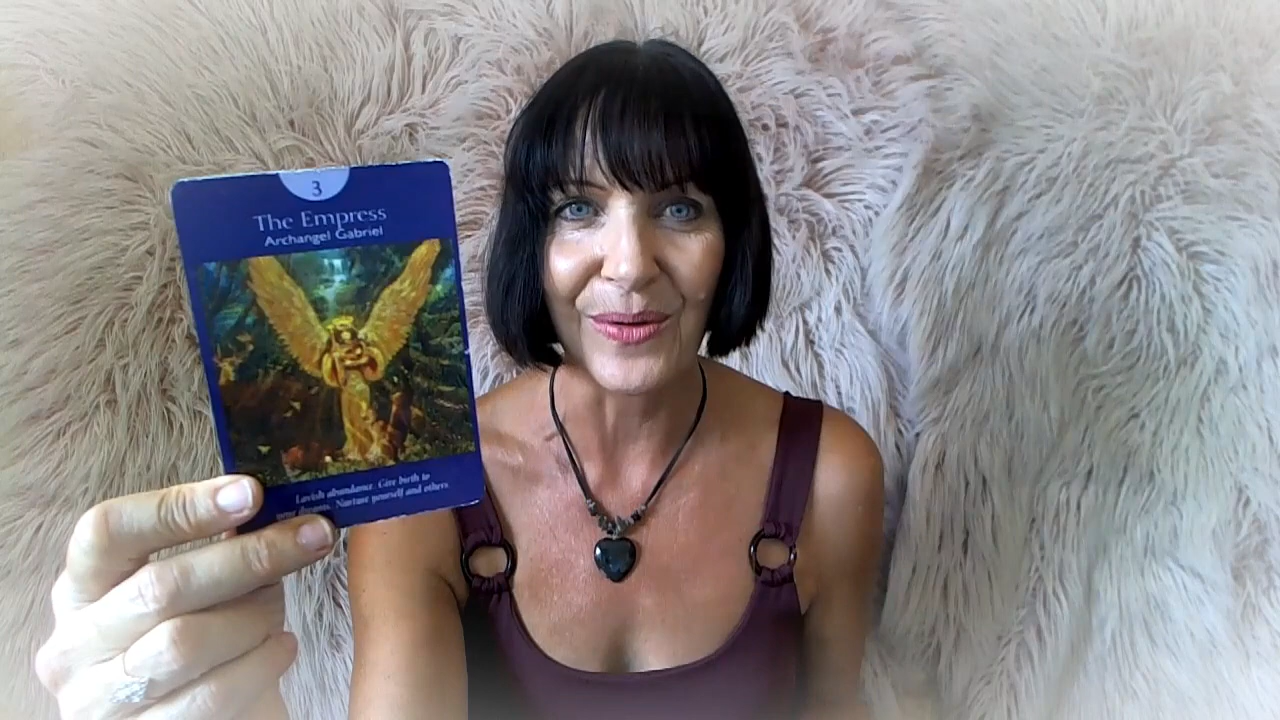 3
The Empress
Archangel Gabriel
Lavish abundance. Give birth to
your dreams. Nurture yourself and others